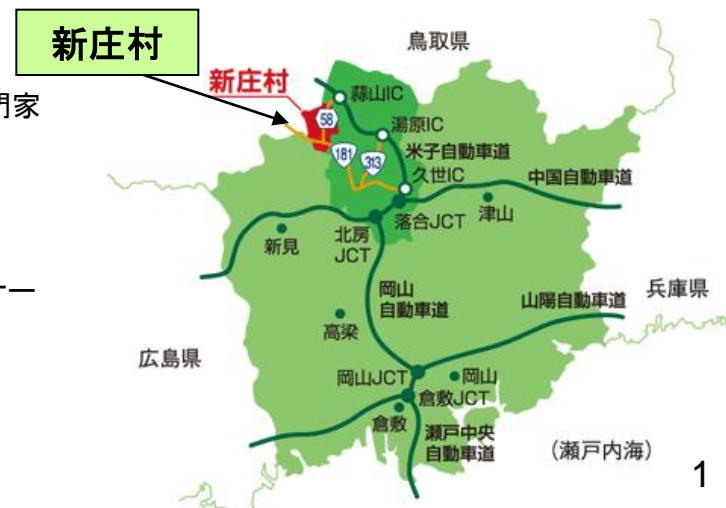 新庄村
鳥取県
新庄村
門家
蒜山IC
58
湯原IC
181
313
米子自動車道
久世IC
中国自動車道
落合JCT
津山
新見
北房
JCT
ナー
岡山
自動車道
山陽自動車道
兵庫県
高梁
広島県
岡山JCT
岡山
倉敷JCT
倉敷
瀬戸中央
自動車道
(瀬戸内海)
1